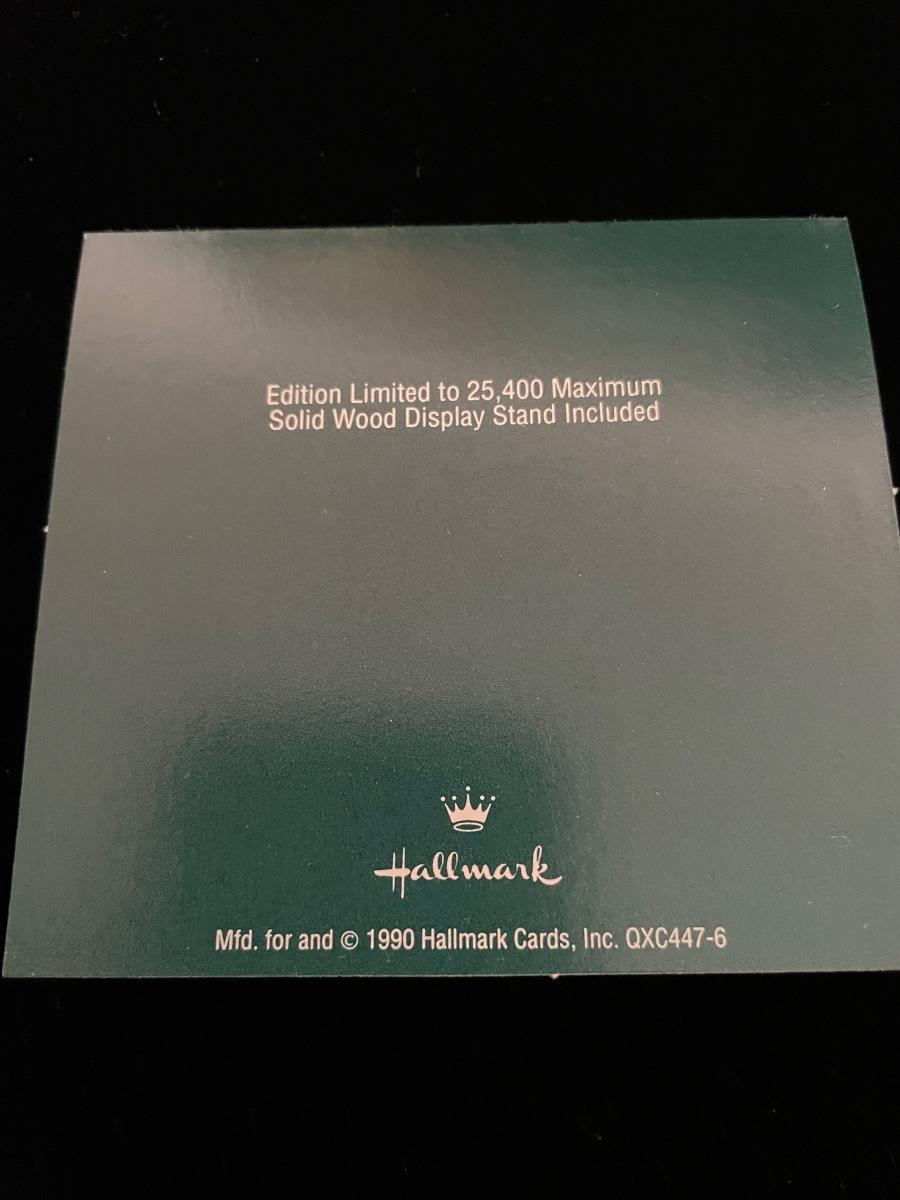 Edition Limited to 25,400 Maximum
Solid Wood Display Stand Included
Hallmark
Mfd. for and © 1990 Hallmark Cards, Inc. QXC447-6